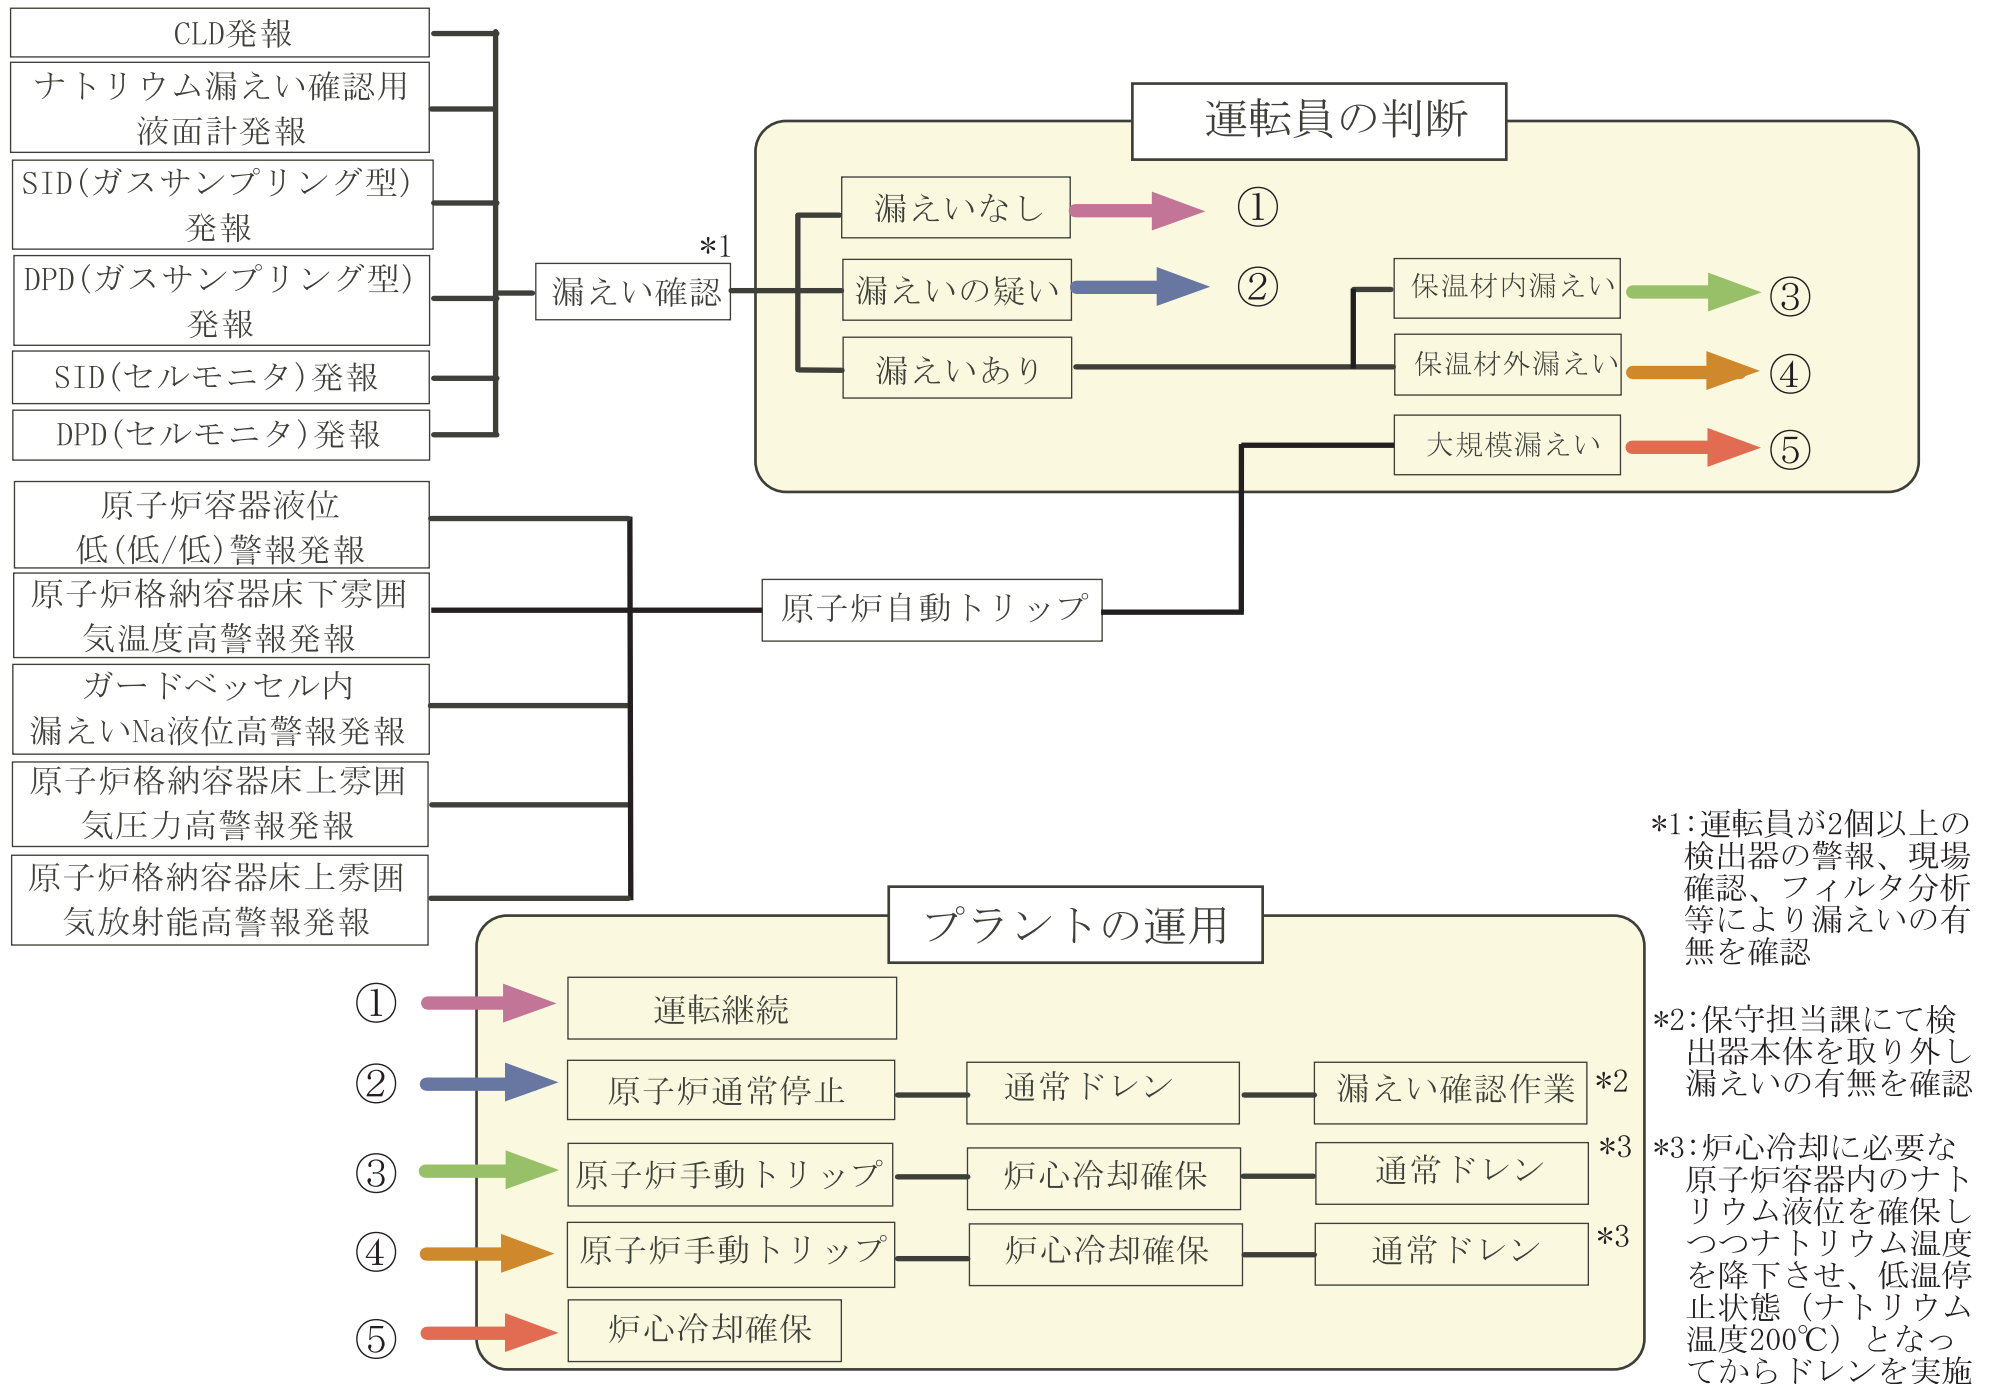 CLD発報
ナトリウム漏えい確認用
液面計発報
SID(ガスサンプリング型)
発報
DPD(ガスサンプリング型)
発報
SID(セルモニタ)発報
DPD(セルモニタ)発報
漏えい確認
*1
運転員の判断
漏えいなし
①
漏えいの疑い
②
漏えいあり
保温材内漏えい
③
保温材外漏えい
④
大規模漏えい
⑤
原子炉容器液位
低(低/低)警報発報
原子炉格納容器床下雰囲
気温度高警報発報
ガードベッセル内
漏えいNa液位高警報発報
原子炉格納容器床上雰囲
気圧力高警報発報
原子炉格納容器床上雰囲
気放射能高警報発報
原子炉自動トリップ
プラントの運用
①
運転継続
②
原子炉通常停止
通常ドレン
漏えい確認作業
*2
③
原子炉手動トリップ
炉心冷却確保
通常ドレン
*3
④
原子炉手動トリップ
炉心冷却確保
通常ドレン
*3
⑤
炉心冷却確保
*1:運転員が2個以上の
検出器の警報、現場
確認、フィルタ分析
等により漏えいの有
無を確認
*2:保守担当課にて検
出器本体を取り外し
漏えいの有無を確認
*3:炉心冷却に必要な
原子炉容器内のナト
リウム液位を確保し
つつナトリウム温度
を降下させ、低温停
止状態（ナトリウム
温度200℃）となっ
てからドレンを実施